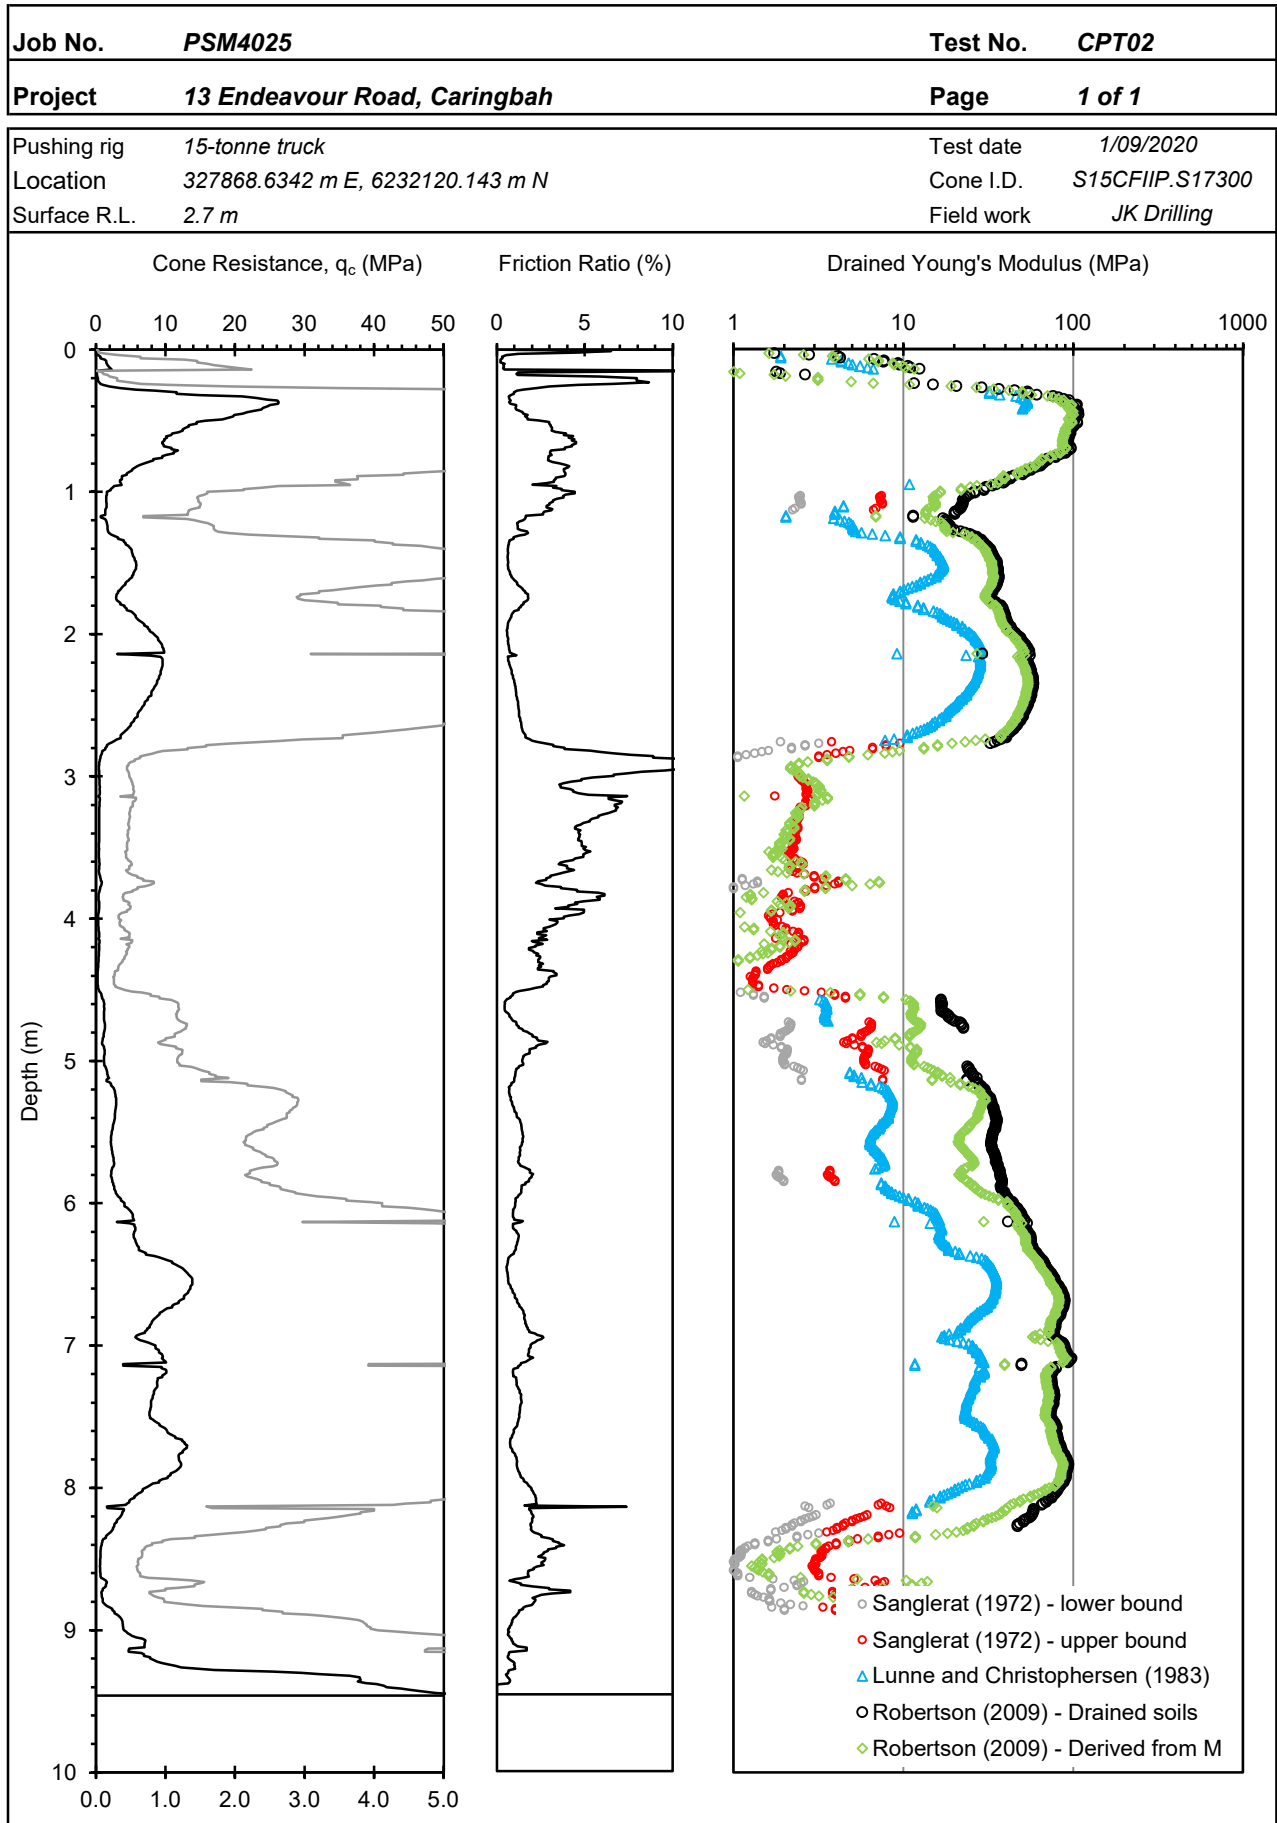 Job No. PSM4025 Test No. CPT02
Project 13 Endeavour Road, Caringbah Page 1 of 1
Pushing rig 15-tonne truck Test date 1/09/2020
Location 327868.6342 m E, 6232120.143 m N Cone I.D. S15CFIIP.S17300
Surface R.L. 2.7 m Field work JK Drilling
Cone Resistance, qc (MPa) Friction Ratio (%) Drained Young's Modulus (MPa)
0 10 20 30 40 50 0 5 10 1 10 100 1000
0
1
2
3
4
5
6
7
8
9
10
Depth (m)
Sanglerat (1972) - lower bound
Sanglerat (1972) - upper bound
Lunne and Christophersen (1983)
Robertson (2009) - Drained soils
Robertson (2009) - Derived from M
0.0 1.0 2.0 3.0 4.0 5.0